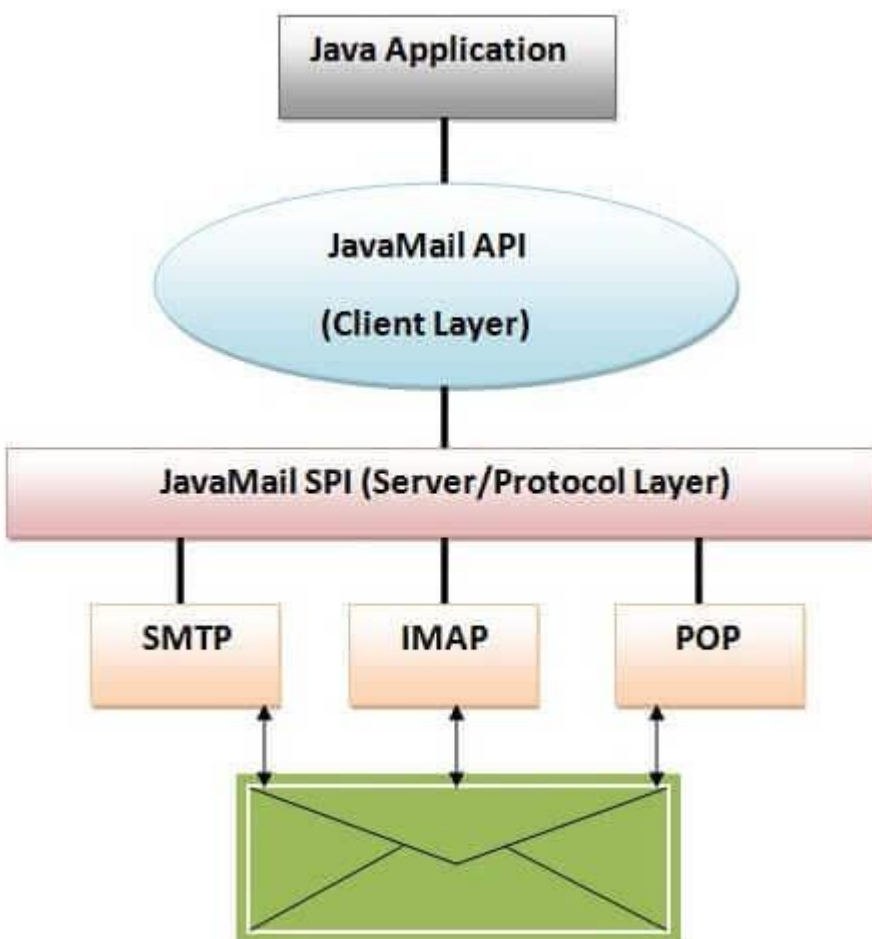 Java Application
JavaMail API
(Client Layer)
JavaMail SPI (Server/Protocol Layer)
SMTP
IMAP
POP